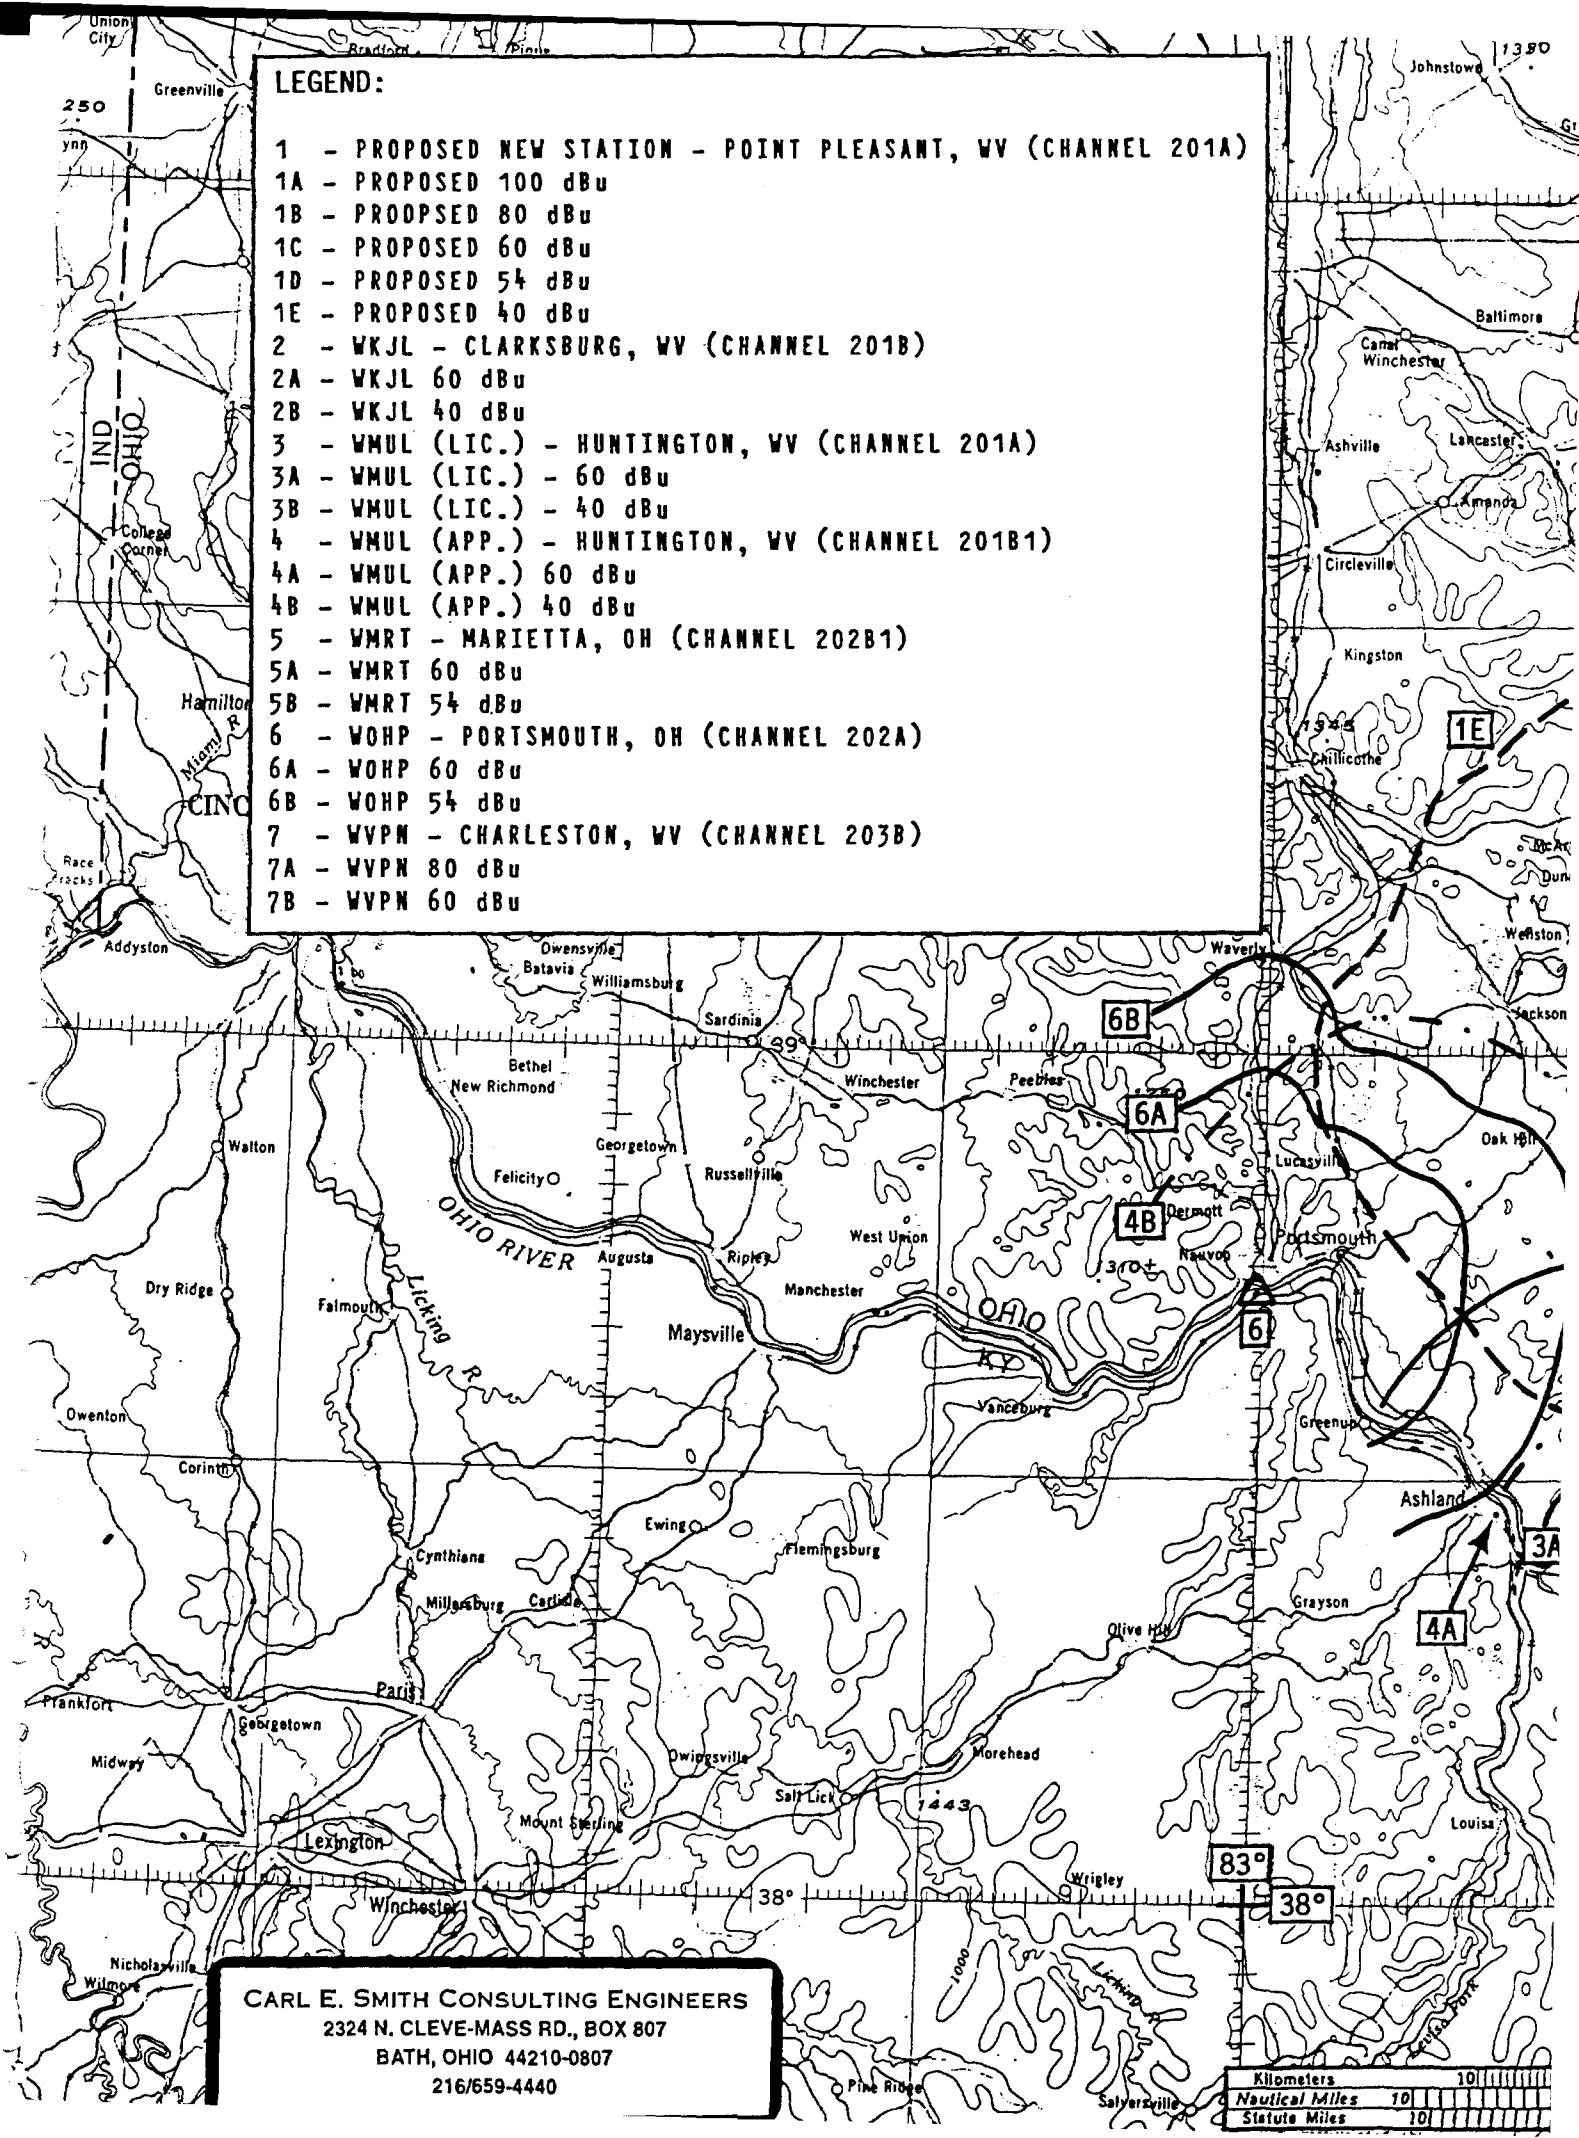 Union
City
Bradford
1350
Johnstown
Greenville
250
LEGEND:
1 - PROPOSED NEW STATION - POINT PLEASANT, WV (CHANNEL 201A)
1A - PROPOSED 100 dBu
1B - PROOPSED 80 dBu
1C - PROPOSED 60 dBu
1D - PROPOSED 54 dBu
1E - PROPOSED 40 dBu
2 - WKJL - CLARKSBURG, WV (CHANNEL 201B)
2A - WKJL 60 dBu
2B - WKJL 40 dBu
3 - WMUL (LIC.) - HUNTINGTON, WV (CHANNEL 201A)
3A - WMUL (LIC.) - 60 dBu
3B - WMUL (LIC.) - 40 dBu
4 - WMUL (APP.) - HUNTINGTON, WV (CHANNEL 201B1)
4A - WMUL (APP.) 60 dBu
4B - WMUL (APP.) 40 dBu
5 - WMRT - MARIETTA, OH (CHANNEL 202B1)
5A - WMRT 60 dBu
5B - WMRT 54 dBu
6 - WOHP - PORTSMOUTH, OH (CHANNEL 202A)
6A - WOHP 60 dBu
6B - WOHP 54 dBu
7 - WVPN - CHARLESTON, WV (CHANNEL 203B)
7A - WVPN 80 dBu
7B - WVPN 60 dBu
Baltimore
Canal
Winchester
IND
OHIO
Ashville
Lancaster
Amanda
College
Corner
Circleville
Kingston
Hamilton
Miami R
1345
1E
Chillicothe
CINC
Race
Tracks
Addyston
Owensville
Batavia
Williamsburg
Waverly
Wellston
Sardinia
6B
Jackson
39°
Bethel
New Richmond
Winchester
Peebles
6A
Walton
Georgetown
Oak Hill
Felicity
Russellville
Lucasville
OHIO RIVER
West Union
4B
Dermott
Augusta
Ripley
Nauvoo
Portsmouth
1310±
Dry Ridge
Falmouth
Licking R
Manchester
Maysville
OHIO
KY
6
Owenton
Vanceburg
Greenup
Corinth
Ashland
Ewing
Flemingsburg
3A
Cynthiana
Millersburg
Carlisle
Grayson
4A
Olive Hill
Frankfort
Paris
Georgetown
Midway
Owingsville
Morehead
Salt Lick
1443
Mount Sterling
Lexington
Louisa
83°
Wrigley
38°
38°
Winchester
Nicholasville
Wilmore
1000
Licking R
Levisa Fork
CARL E. SMITH CONSULTING ENGINEERS
2324 N. CLEVE-MASS RD., BOX 807
BATH, OHIO 44210-0807
216/659-4440
Pine Ridge
Salyersville
Kilometers 10
Nautical Miles 10
Statute Miles 10